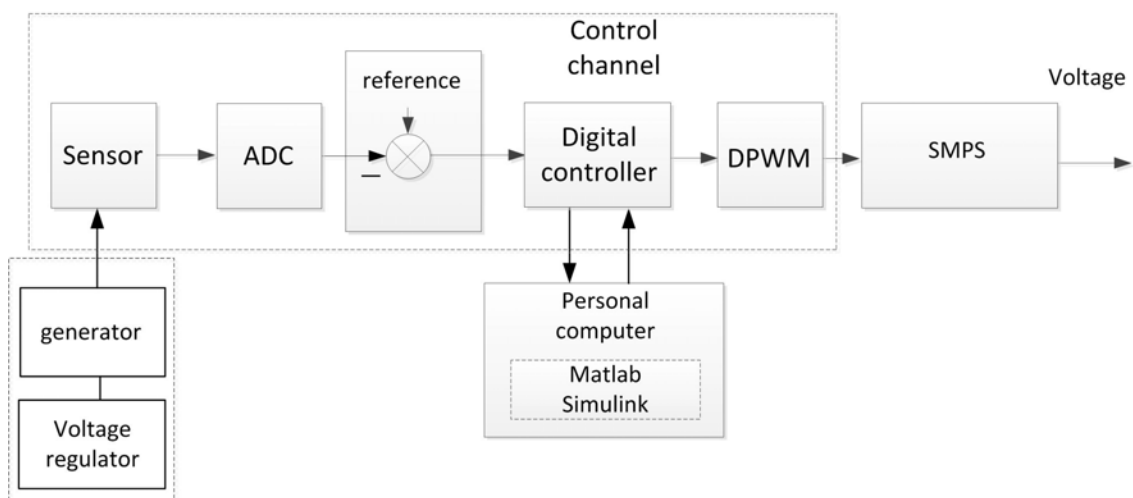 Control
channel
Voltage
reference
Sensor
ADC
Digital
controller
DPWM
SMPS
generator
Voltage
regulator
Personal
computer
Matlab
Simulink